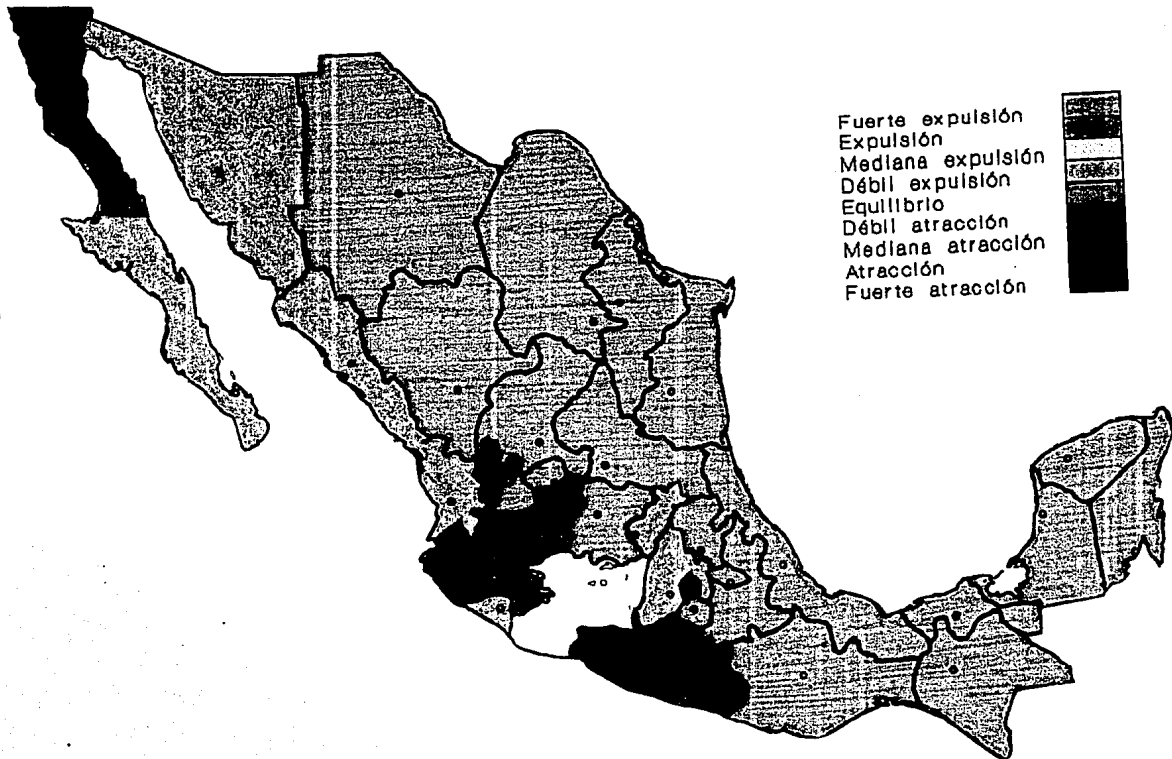 Fuerte expulsión
Expulsión
Mediana expulsión
Débil expulsión
Equilibrio
Débil atracción
Mediana atracción
Atracción
Fuerte atracción